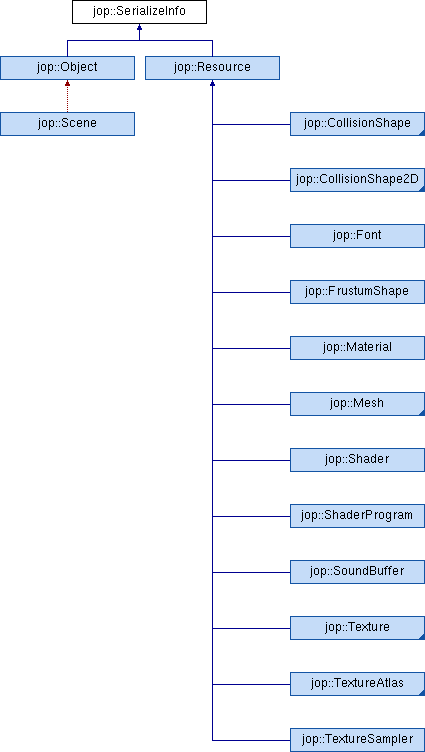 jop::SerializeInfo
jop::Object
jop::Resource
jop::Scene
jop::CollisionShape
jop::CollisionShape2D
jop::Font
jop::FrustumShape
jop::Material
jop::Mesh
jop::Shader
jop::ShaderProgram
jop::SoundBuffer
jop::Texture
jop::TextureAtlas
jop::TextureSampler